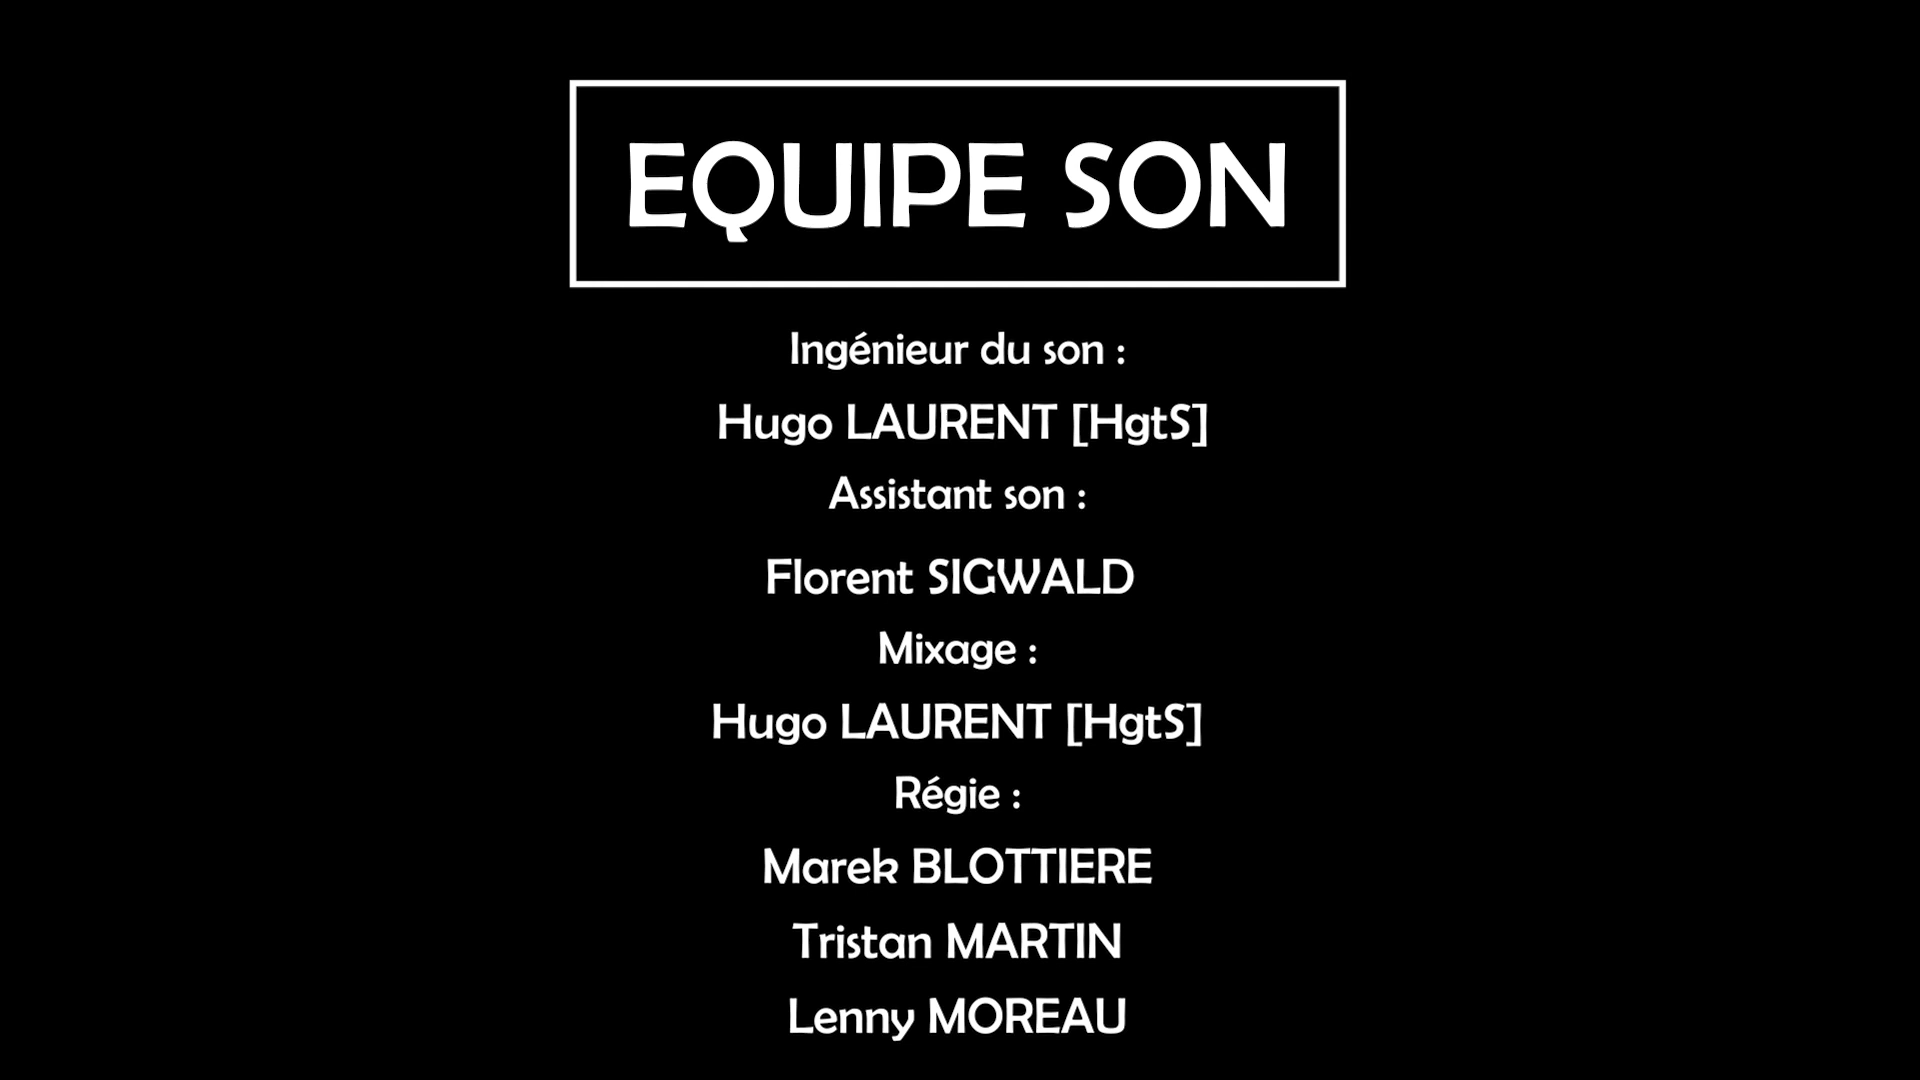 EQUIPE SON
Ingénieur du son :
Hugo LAURENT [HgtS]
Assistant son :
Florent SIGWALD
Mixage :
Hugo LAURENT [HgtS]
Régie :
Marek BLOTTIERE
Tristan MARTIN
Lenny MOREAU